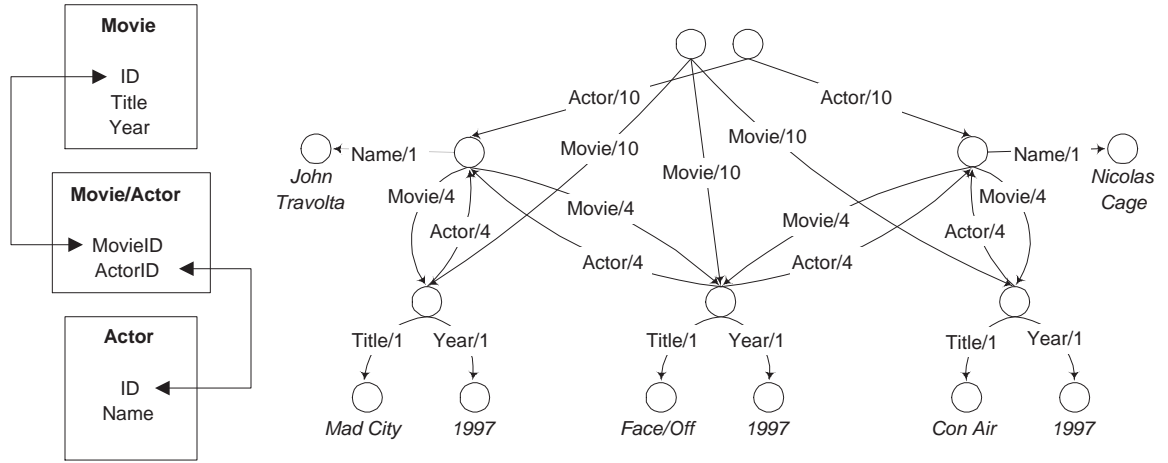 Movie
ID
Title
Year
Movie/Actor
MovieID
ActorID
Actor
ID
Name
Actor/10
Actor/10
Movie/10
Movie/10
Movie/10
Name/1
John
Travolta
Name/1
Nicolas
Cage
Movie/4
Actor/4
Movie/4
Actor/4
Movie/4
Actor/4
Movie/4
Actor/4
Title/1
Year/1
Title/1
Year/1
Title/1
Year/1
Mad City
1997
Face/Off
1997
Con Air
1997